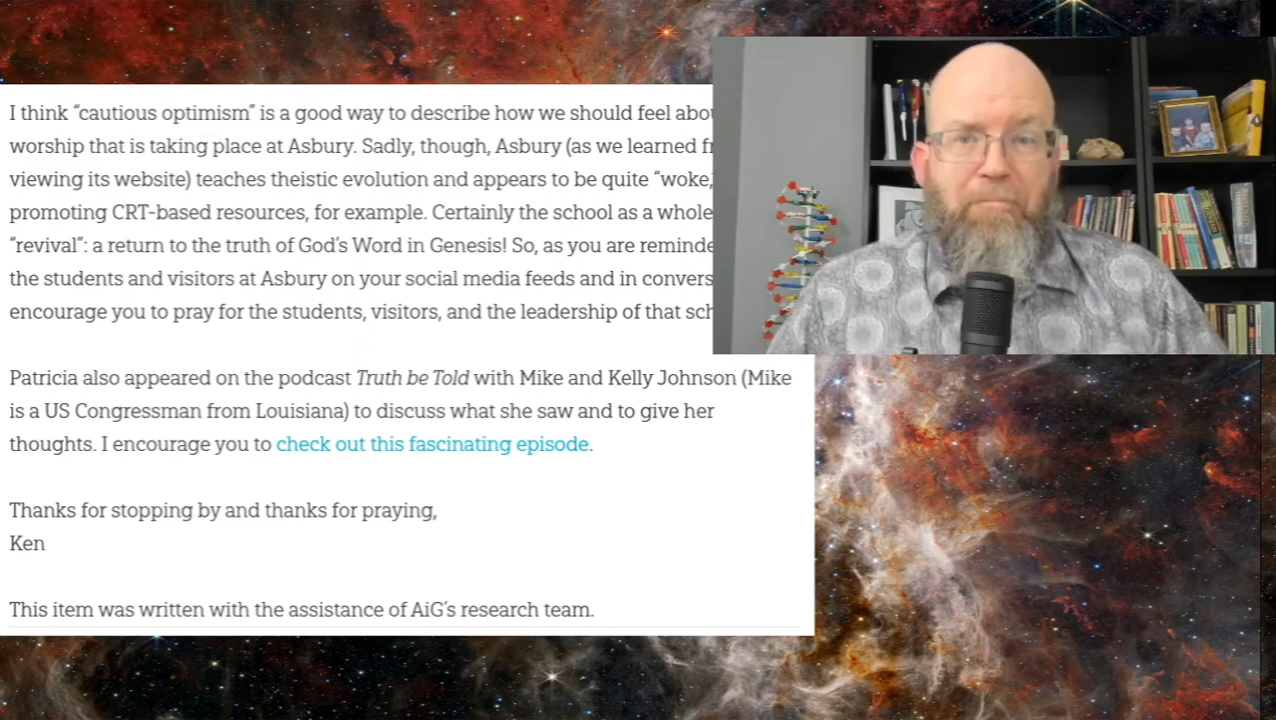 I think “cautious optimism” is a good way to describe how we should feel abou
worship that is taking place at Asbury. Sadly, though, Asbury (as we learned fr
viewing its website) teaches theistic evolution and appears to be quite “woke,
promoting CRT-based resources, for example. Certainly the school as a whole
“revival”: a return to the truth of God’s Word in Genesis! So, as you are reminde
the students and visitors at Asbury on your social media feeds and in convers
encourage you to pray for the students, visitors, and the leadership of that sch
Patricia also appeared on the podcast Truth be Told with Mike and Kelly Johnson (Mike
is a US Congressman from Louisiana) to discuss what she saw and to give her
thoughts. I encourage you to check out this fascinating episode.
Thanks for stopping by and thanks for praying,
Ken
This item was written with the assistance of AiG’s research team.